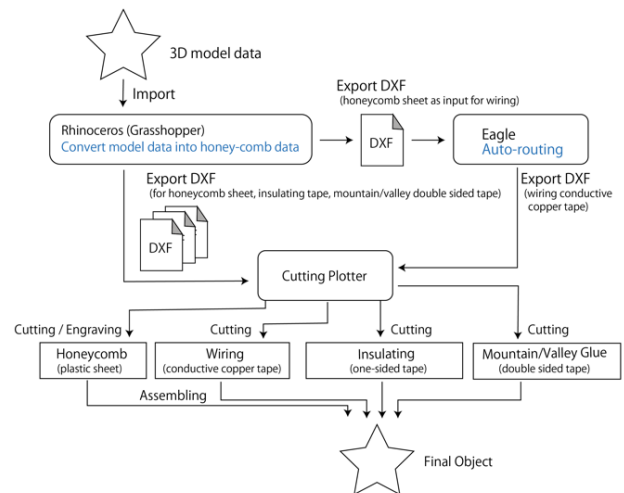 3D model data
Import
Export DXF
(honeycomb sheet as input for wiring)
Rhinoceros (Grasshopper)
Convert model data into honey-comb data
DXF
Eagle
Auto-routing
Export DXF
(for honeycomb sheet, insulating tape, mountain/valley double sided tape)
Export DXF
(wiring conductive
copper tape)
DXF
Cutting Plotter
Cutting / Engraving
Cutting
Cutting
Cutting
Honeycomb
(plastic sheet)
Wiring
(conductive copper tape)
Insulating
(one-sided tape)
Mountain/Valley Glue
(double sided tape)
Assembling
Final Object